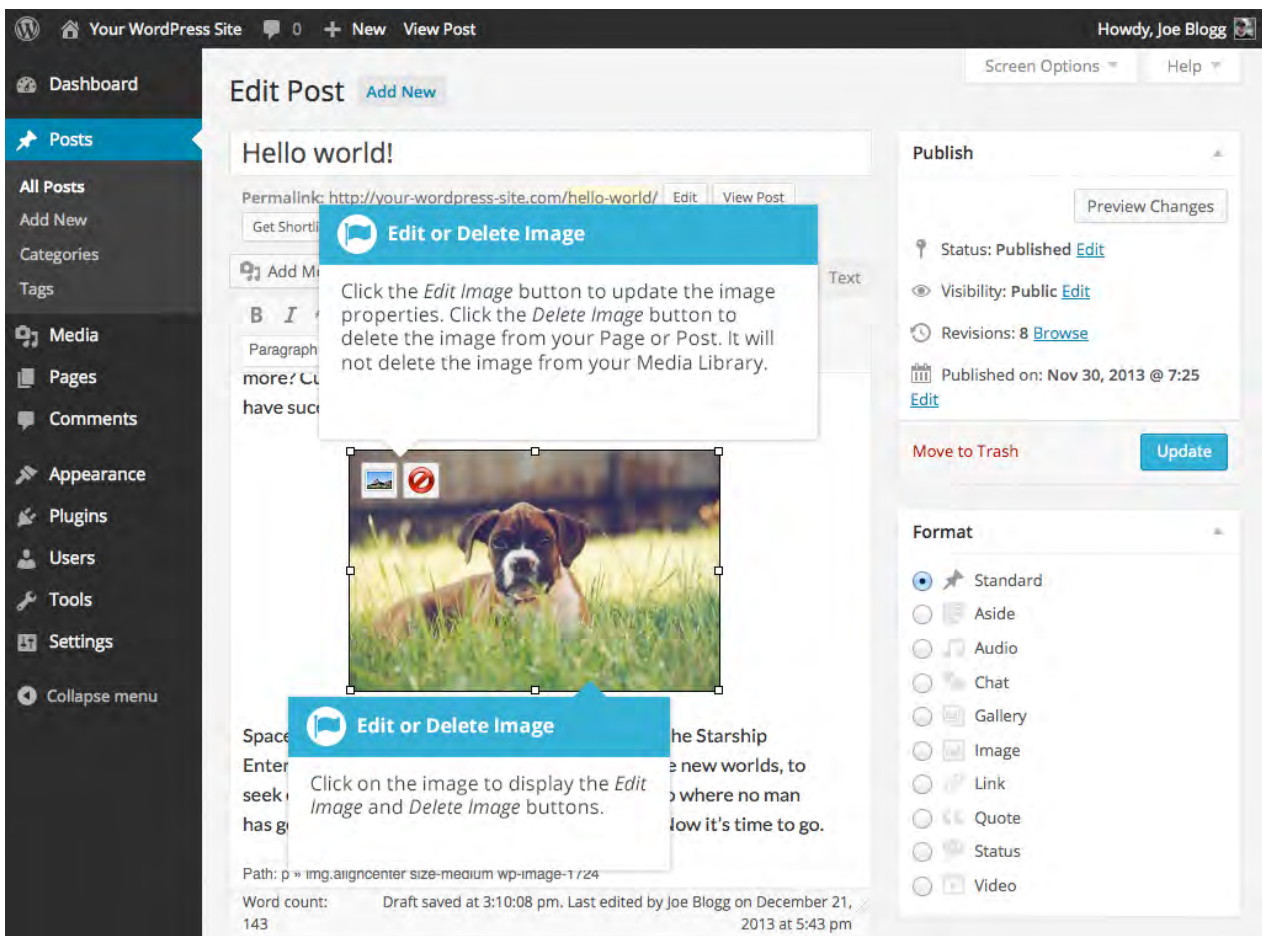 Your WordPress Site 0 + New View Post Howdy, Joe Blogg
Screen Options Help
Dashboard
Posts
All Posts
Add New
Categories
Tags
Media
Pages
Comments
Appearance
Plugins
Users
Tools
Settings
Collapse menu
Edit Post Add New
Hello world!
Permalink: http://your-wordpress-site.com/hello-world/ Edit View Post
Get Shortli
Add M
Text
B I
Paragraph
more? Cu
have succ
Edit or Delete Image
Click the Edit Image button to update the image
properties. Click the Delete Image button to
delete the image from your Page or Post. It will
not delete the image from your Media Library.
Edit or Delete Image
Click on the image to display the Edit
Image and Delete Image buttons.
Space he Starship
Enter e new worlds, to
seek o where no man
has g Now it's time to go.
Path: p » img.aligncenter size-medium wp-image-1724
Word count: 143
Draft saved at 3:10:08 pm. Last edited by Joe Blogg on December 21,
2013 at 5:43 pm
Publish
Preview Changes
Status: Published Edit
Visibility: Public Edit
Revisions: 8 Browse
Published on: Nov 30, 2013 @ 7:25
Edit
Move to Trash Update
Format
Standard
Aside
Audio
Chat
Gallery
Image
Link
Quote
Status
Video